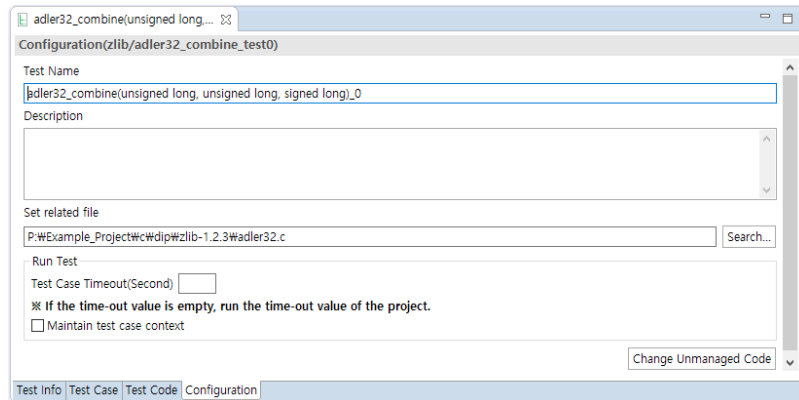 adler32_combine(unsigned long,...
Configuration(zlib/adler32_combine_test0)
Test Name
adler32_combine(unsigned long, unsigned long, signed long)_0
Description
Set related file
P:₩Example_Project₩c₩dip₩zlib-1.2.3₩adler32.c
Search...
Run Test
Test Case Timeout(Second)
※ If the time-out value is empty, run the time-out value of the project.
Maintain test case context
Change Unmanaged Code
Test Info Test Case Test Code Configuration